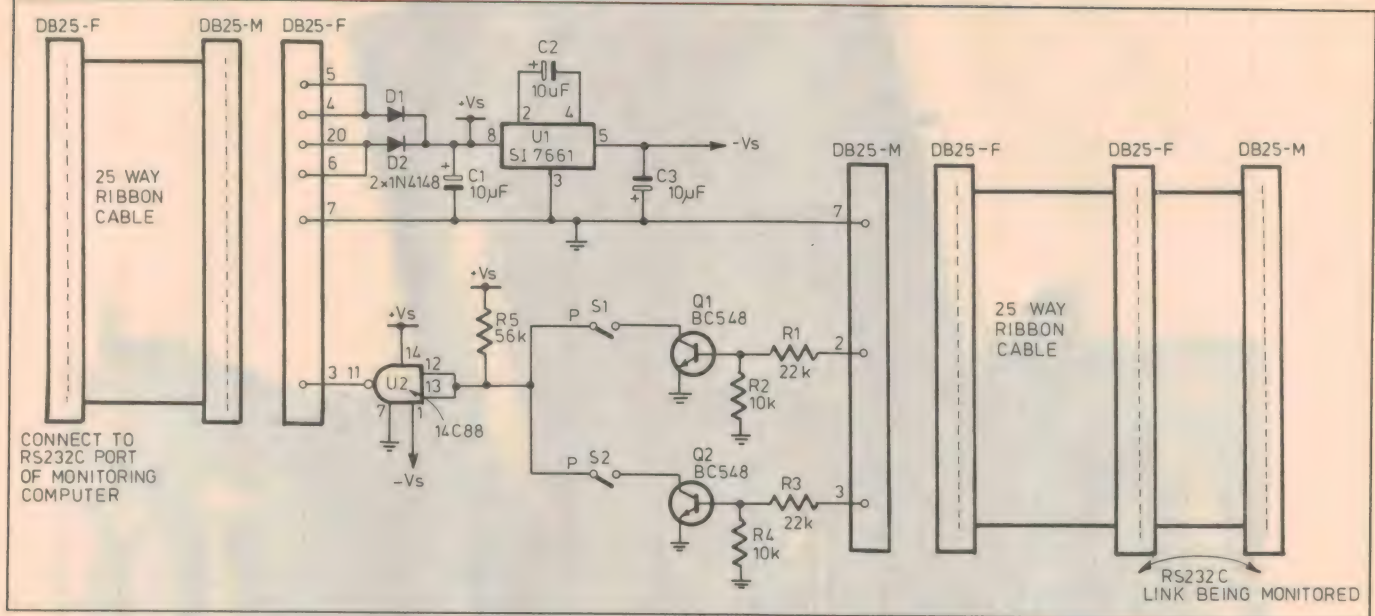 DB25-F
DB25-M
DB25-F
5
4
20
6
7
D1
D2
2×1N4148
+Vs
C1
10µF
C2
+
10uF
2
4
8
U1
SI 7661
5
3
-Vs
C3
10µF
+
+
DB25-M
7
DB25-F
DB25-F
DB25-M
25 WAY
RIBBON
CABLE
25 WAY
RIBBON
CABLE
+Vs
R5
56k
+Vs
14
12
13
U2
3
11
7
1
14C88
-Vs
P
S1
Q1
BC548
R1
22k
2
R2
10k
P
S2
Q2
BC548
R3
22k
3
R4
10k
CONNECT TO
RS232C PORT
OF MONITORING
COMPUTER
RS232C
LINK BEING MONITORED